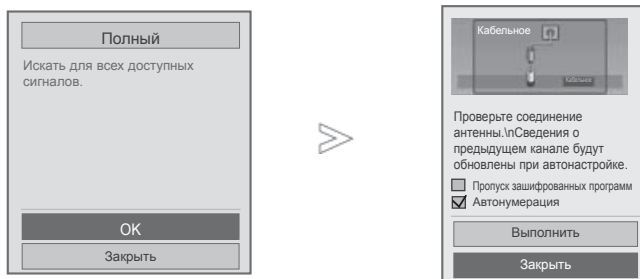 Полный
Искать для всех доступных
сигналов.
OK
Закрыть
Кабельное
Кабельное
Проверьте соединение
антенны.\nСведения о
предыдущем канале будут
обновлены при автонастройке.
Пропуск зашифрованных программ
Автонумерация
Выполнить
Закрыть